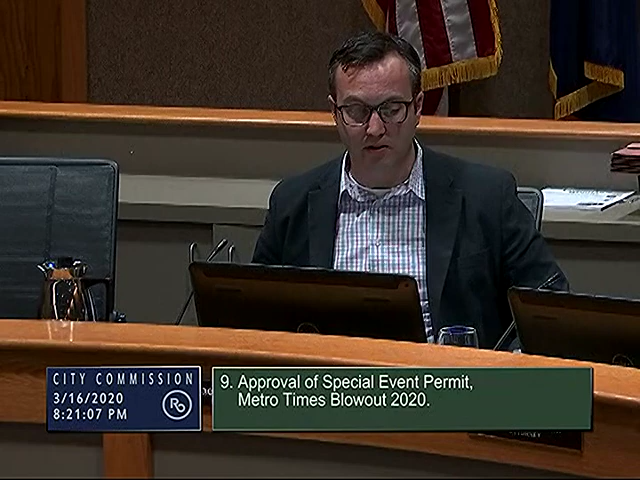 CITY COMMISSION
3/16/2020
8:21:07 PM
RO
9. Approval of Special Event Permit,
Metro Times Blowout 2020.